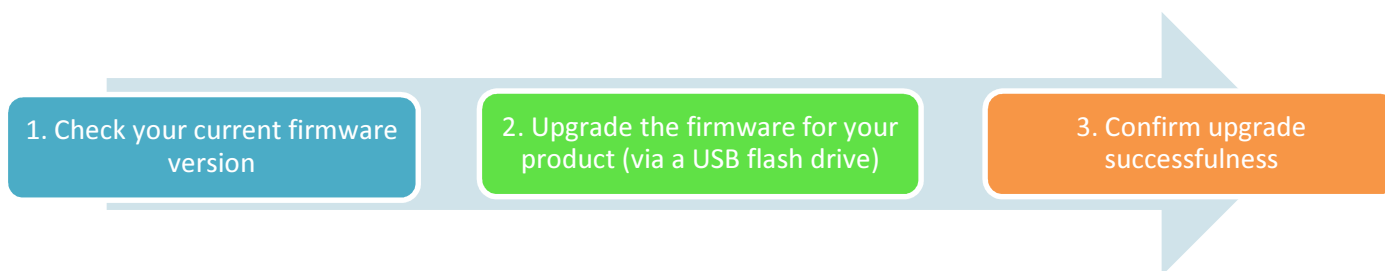 1. Check your current firmware
version
2. Upgrade the firmware for your
product (via a USB flash drive)
3. Confirm upgrade
successfulness